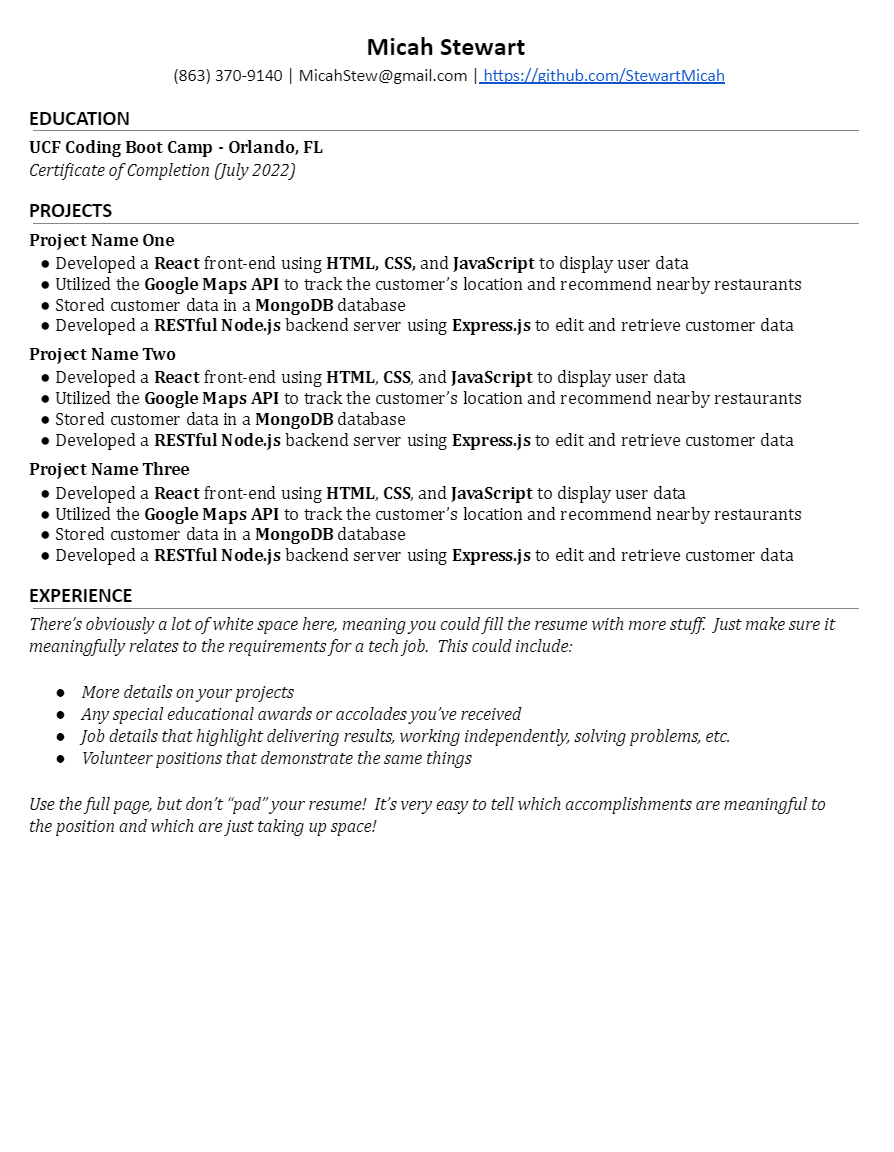 Micah Stewart
(863) 370-9140 | MicahStew@gmail.com | https://github.com/StewartMicah
EDUCATION
UCF Coding Boot Camp - Orlando, FL
Certificate of Completion (July 2022)
PROJECTS
Project Name One
● Developed a React front-end using HTML, CSS, and JavaScript to display user data
● Utilized the Google Maps API to track the customer’s location and recommend nearby restaurants
● Stored customer data in a MongoDB database
● Developed a RESTful Node.js backend server using Express.js to edit and retrieve customer data
Project Name Two
● Developed a React front-end using HTML, CSS, and JavaScript to display user data
● Utilized the Google Maps API to track the customer’s location and recommend nearby restaurants
● Stored customer data in a MongoDB database
● Developed a RESTful Node.js backend server using Express.js to edit and retrieve customer data
Project Name Three
● Developed a React front-end using HTML, CSS, and JavaScript to display user data
● Utilized the Google Maps API to track the customer’s location and recommend nearby restaurants
● Stored customer data in a MongoDB database
● Developed a RESTful Node.js backend server using Express.js to edit and retrieve customer data
EXPERIENCE
There’s obviously a lot of white space here, meaning you could fill the resume with more stuff.  Just make sure it
meaningfully relates to the requirements for a tech job.  This could include:
● More details on your projects
● Any special educational awards or accolades you’ve received
● Job details that highlight delivering results, working independently, solving problems, etc.
● Volunteer positions that demonstrate the same things
Use the full page, but don’t “pad” your resume!  It’s very easy to tell which accomplishments are meaningful to
the position and which are just taking up space!